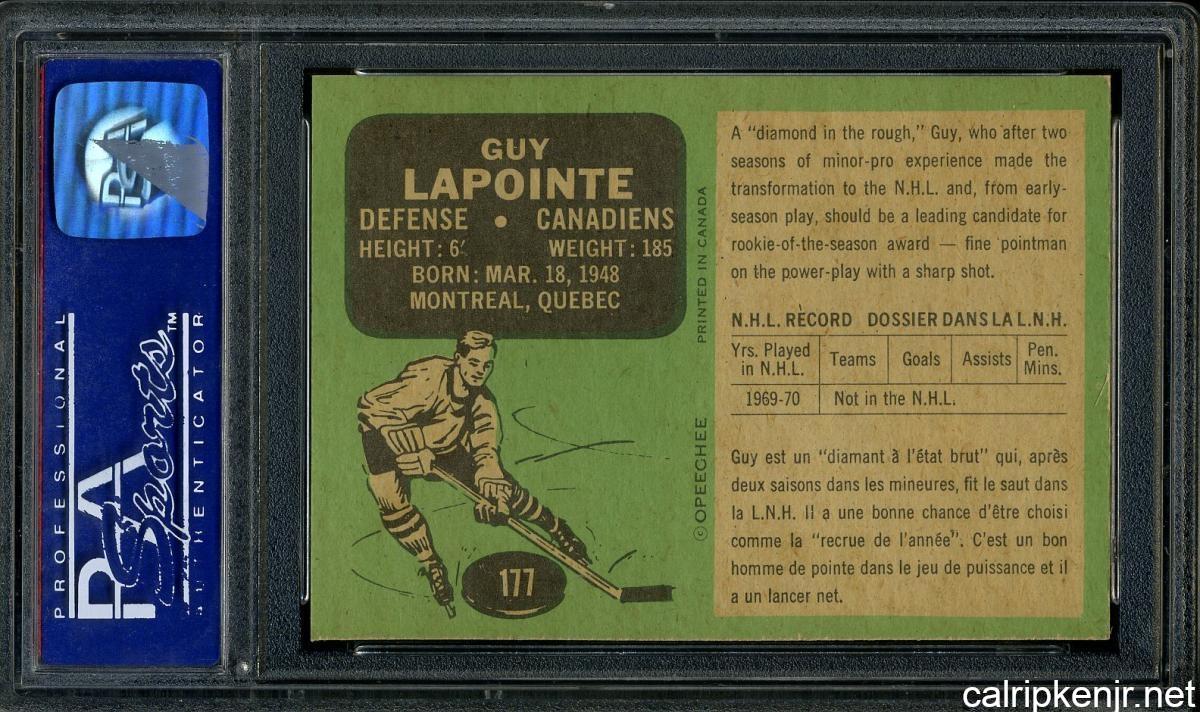 PSA
PROFESSIONAL
PSA
Sports™
AUTHENTICATOR
GUY
LAPOINTE
DEFENSE • CANADIENS
HEIGHT: 6' WEIGHT: 185
BORN: MAR. 18, 1948
MONTREAL, QUEBEC
177
©OPEECHEE PRINTED IN CANADA
A "diamond in the rough," Guy, who after two
seasons of minor-pro experience made the
transformation to the N.H.L. and, from early-
season play, should be a leading candidate for
rookie-of-the-season award — fine pointman
on the power-play with a sharp shot.
N.H.L. RECORD DOSSIER DANS LA L.N.H.
Yrs. Played in N.H.L. Teams Goals Assists Pen. Mins.
1969-70 Not in the N.H.L.
Guy est un "diamant à l'état brut" qui, après
deux saisons dans les mineures, fit le saut dans
la L.N.H. Il a une bonne chance d'être choisi
comme la "recrue de l'année". C'est un bon
homme de pointe dans le jeu de puissance et il
a un lancer net.
calripkenjr.net